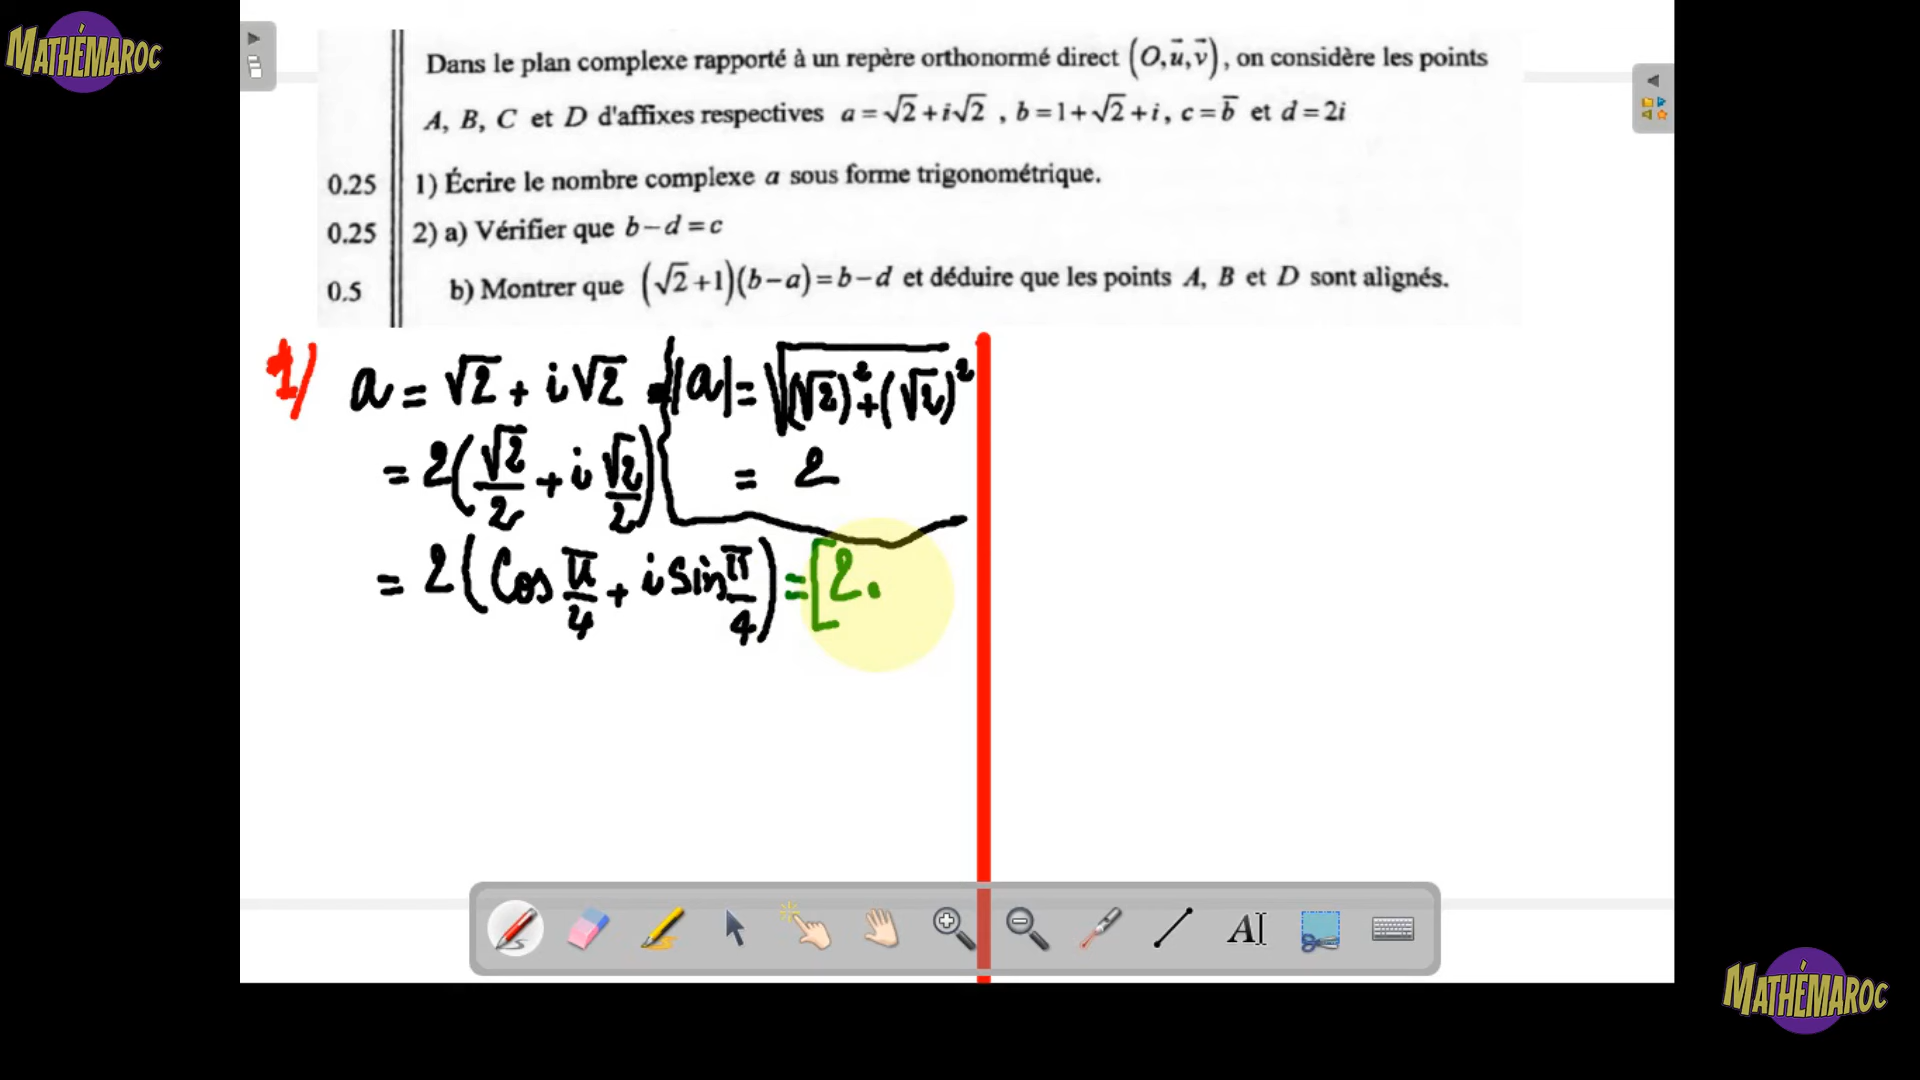 MATHÉMAROC
Dans le plan complexe rapporté à un repère orthonormé direct (O, u⃗, v⃗), on considère les points
A, B, C et D d'affixes respectives a = √2 + i√2 , b = 1 + √2 + i , c = b̅ et d = 2i
0.25 1) Écrire le nombre complexe a sous forme trigonométrique.
0.25 2) a) Vérifier que b − d = c
0.5 b) Montrer que (√2 + 1)(b − a) = b − d et déduire que les points A, B et D sont alignés.
1/ a = √2 + i√2 |a| = √((√2)² + (√2)²
= 2(√2/2 + i √2/2) = 2
= 2(Cos π/4 + i Sin π/4) = [2.
AI
MATHÉMAROC